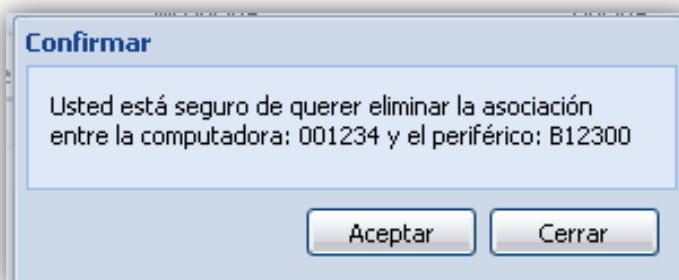 Confirmar
Usted está seguro de querer eliminar la asociación
entre la computadora: 001234 y el periférico: B12300
Aceptar Cerrar